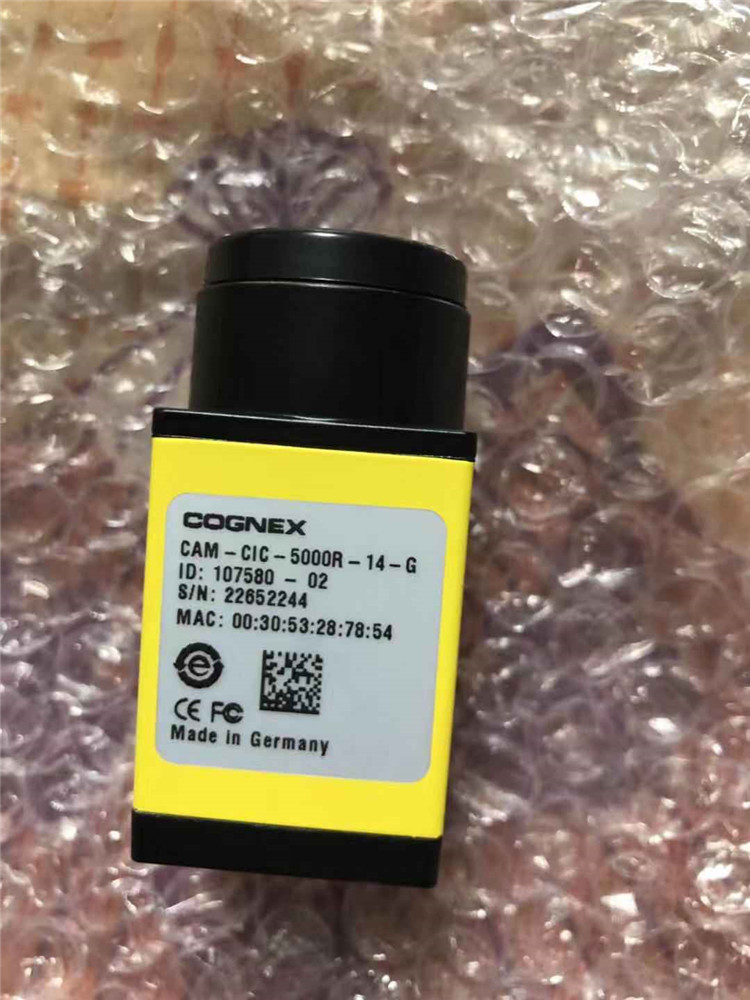 COGNEX
CAM-CIC-5000R-14-G
ID: 107580 - 02
S/N: 22652244
MAC: 00:30:53:28:78:54
e
CE FC
Made in Germany